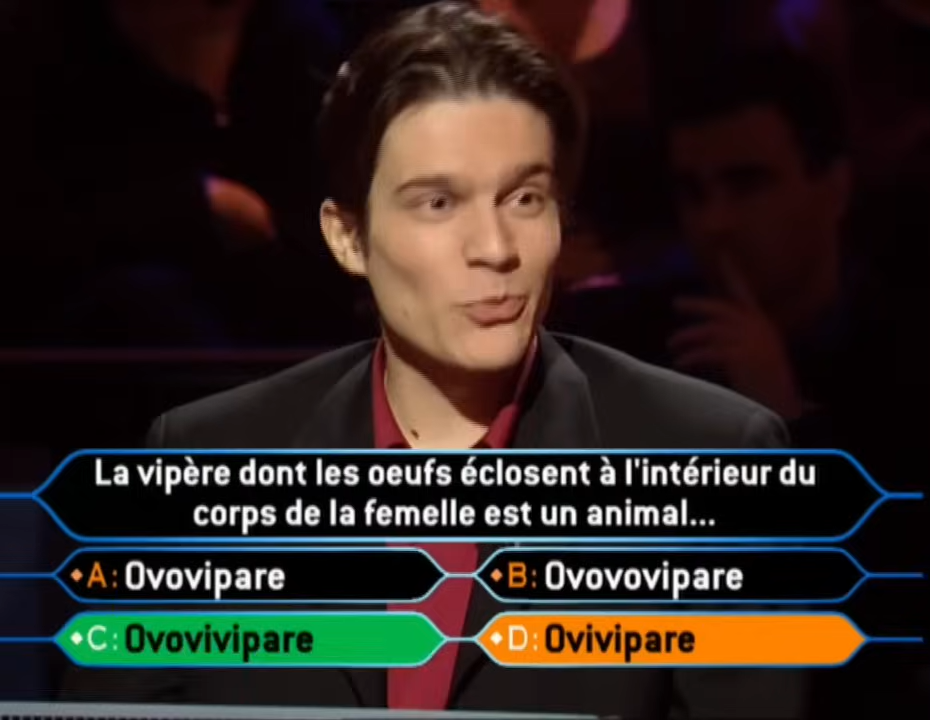 La vipère dont les oeufs éclosent à l'intérieur du
corps de la femelle est un animal...
A: Ovovipare
B: Ovovovipare
C: Ovovivipare
D: Ovivipare